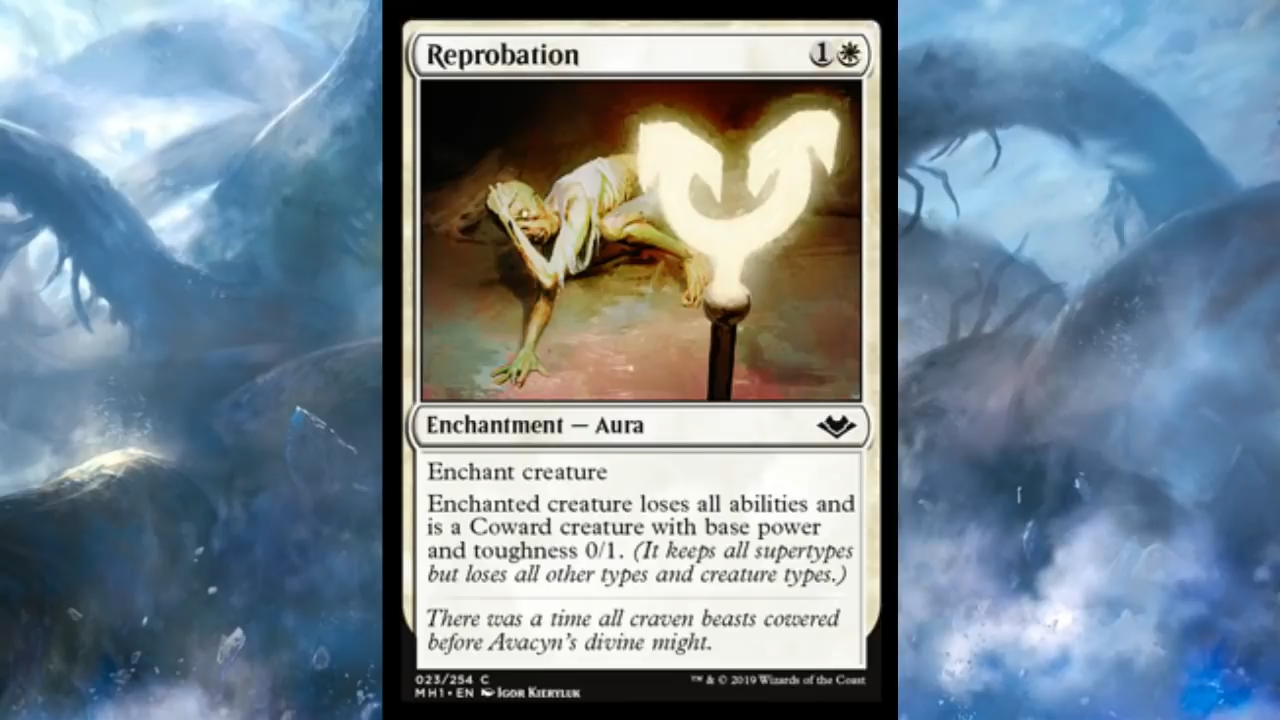 Reprobation 1
Enchantment — Aura
Enchant creature
Enchanted creature loses all abilities and
is a Coward creature with base power
and toughness 0/1. (It keeps all supertypes
but loses all other types and creature types.)
There was a time all craven beasts cowered
before Avacyn's divine might.
023/254 C
MH1 • EN Igor Kieryluk
™ & © 2019 Wizards of the Coast